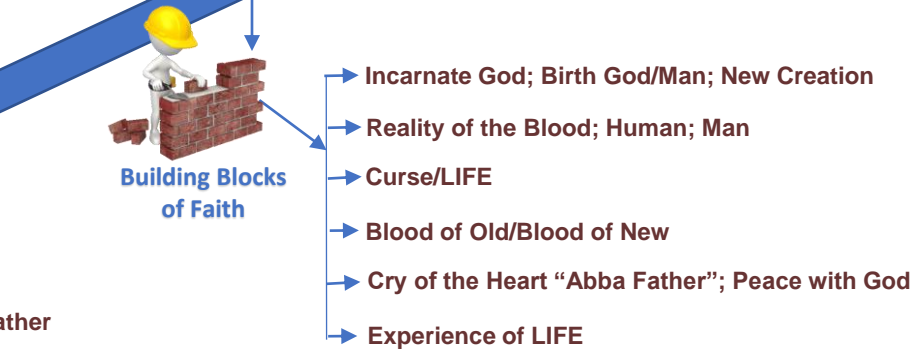 Incarnate God; Birth God/Man; New Creation
Reality of the Blood; Human; Man
Curse/LIFE
Building Blocks
of Faith
Blood of Old/Blood of New
Cry of the Heart “Abba Father”; Peace with God
ather
Experience of LIFE